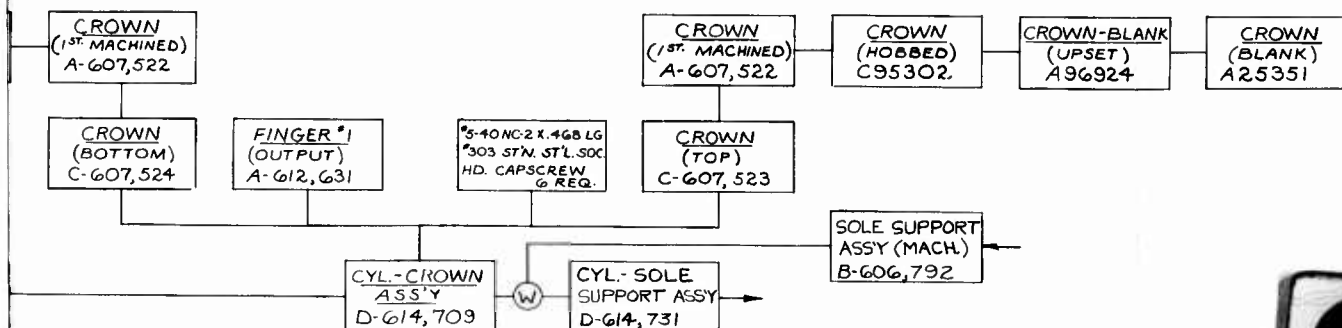 CROWN
(1ST. MACHINED)
A-607,522
CROWN
(1ST. MACHINED)
A-607,522
CROWN
(HOBBED)
C95302
CROWN-BLANK
(UPSET)
A96924
CROWN
(BLANK)
A25351
CROWN
(BOTTOM)
C-607,524
FINGER #1
(OUTPUT)
A-612,631
#5-40 NC-2 X .468 LG
#303 ST'N. ST'L. SOC.
HD. CAPSCREW
6 REQ.
CROWN
(TOP)
C-607,523
SOLE SUPPORT
ASS'Y (MACH.)
B-606,792
CYL.-CROWN
ASS'Y
D-614,709
W
CYL.-SOLE
SUPPORT ASSY
D-614,731